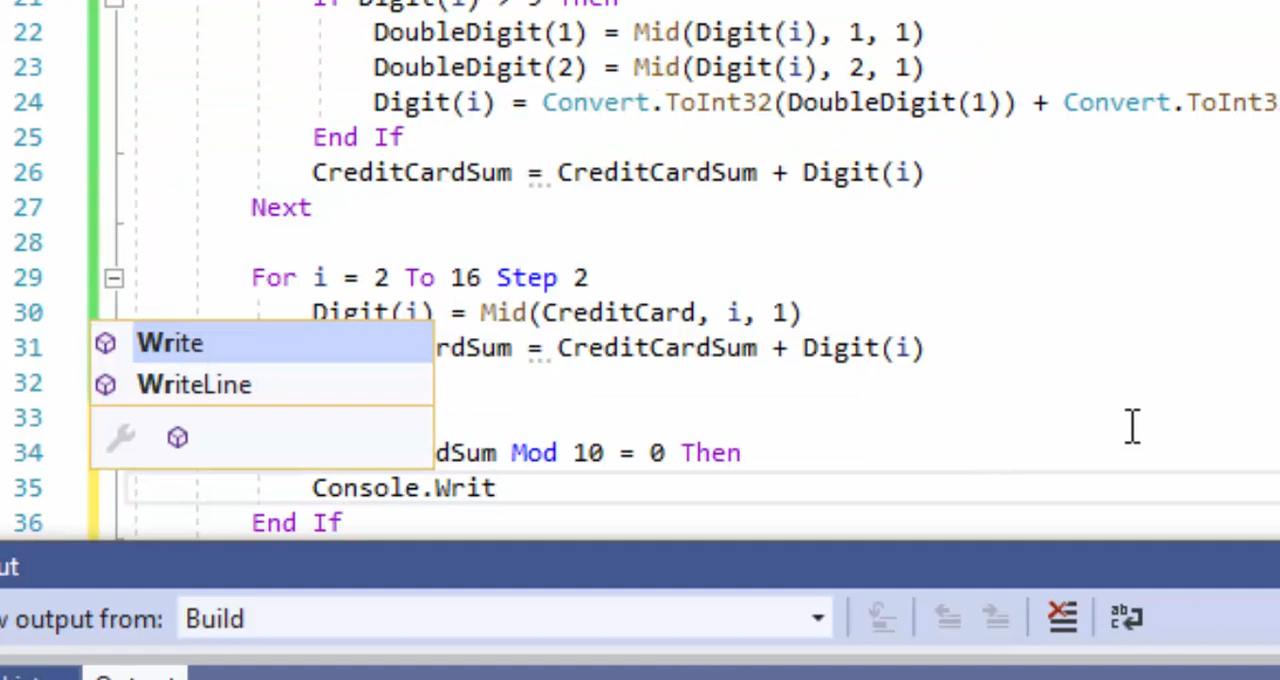 21 If Digit(i) > 9 Then
22 DoubleDigit(1) = Mid(Digit(i), 1, 1)
23 DoubleDigit(2) = Mid(Digit(i), 2, 1)
24 Digit(i) = Convert.ToInt32(DoubleDigit(1)) + Convert.ToInt3
25 End If
26 CreditCardSum = CreditCardSum + Digit(i)
27 Next
28
29 For i = 2 To 16 Step 2
30 Digit(i) = Mid(CreditCard, i, 1)
31 rdSum = CreditCardSum + Digit(i)
32
33
34 dSum Mod 10 = 0 Then
35 Console.Writ
36 End If
Write
WriteLine
ut
w output from: Build